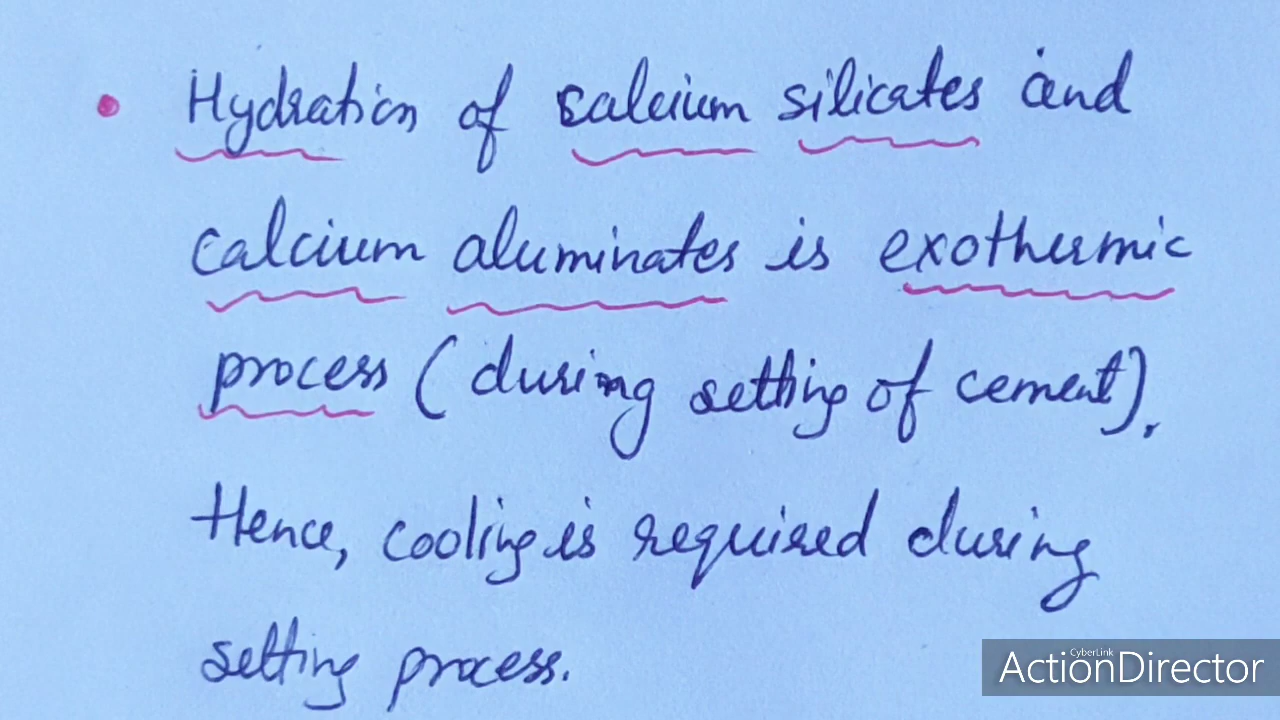 • Hydration of calcium silicates and
calcium aluminates is exothermic
process (during setting of cement).
Hence, cooling is required during
setting process.
CyberLink
ActionDirector